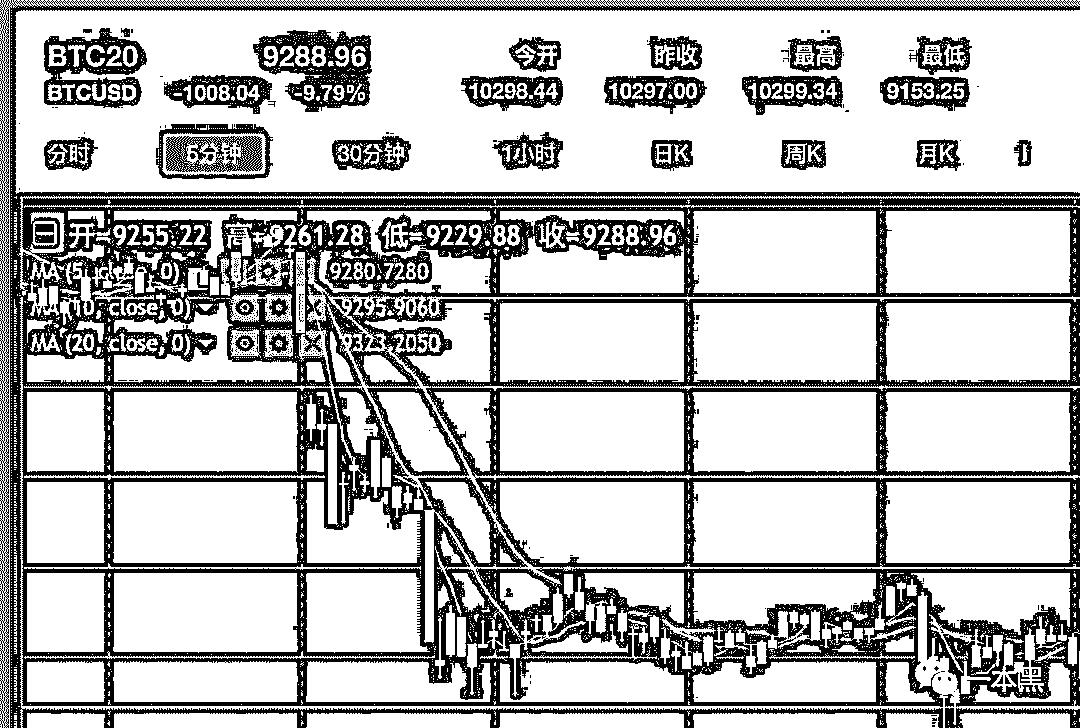 BTC20 9288.96 今开 昨收 最高 最低
BTCUSD -1008.04 -9.79% 10298.44 10297.00 10299.34 9153.25
分时 5分钟 30分钟 1小时 日K 周K 月K
开=9255.22 高=9261.28 低=9229.88 收=9288.96
MA (5, close, 0) 9280.7280
MA (10, close, 0) 9295.9060
MA (20, close, 0) 9323.2050
本黑